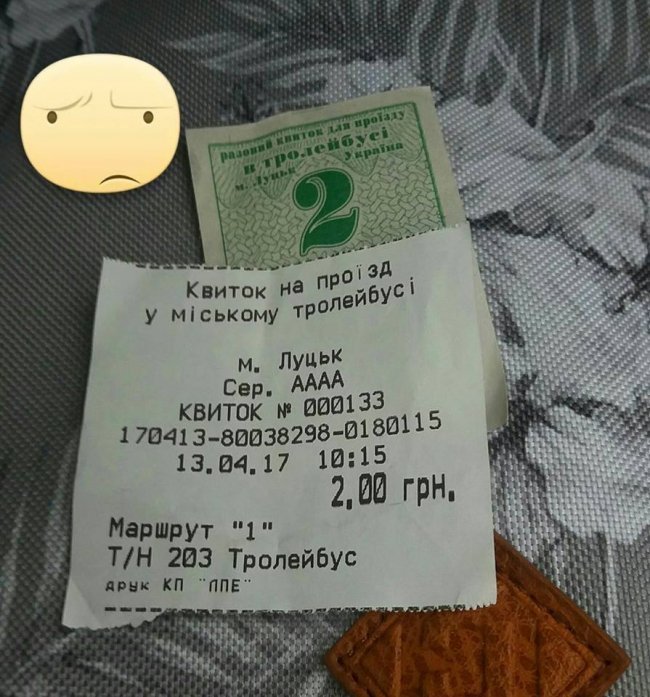 разовий квиток для проїзду
в тролейбусі
м. Луцьк Україна
2
Квиток на проїзд
у міському тролейбусі
м. Луцьк
Сер. АААА
КВИТОК № 000133
170413-80038298-0180115
13.04.17 10:15
2,00 грн.
Маршрут "1"
Т/Н 203 Тролейбус
друк КП "ЛПЕ"